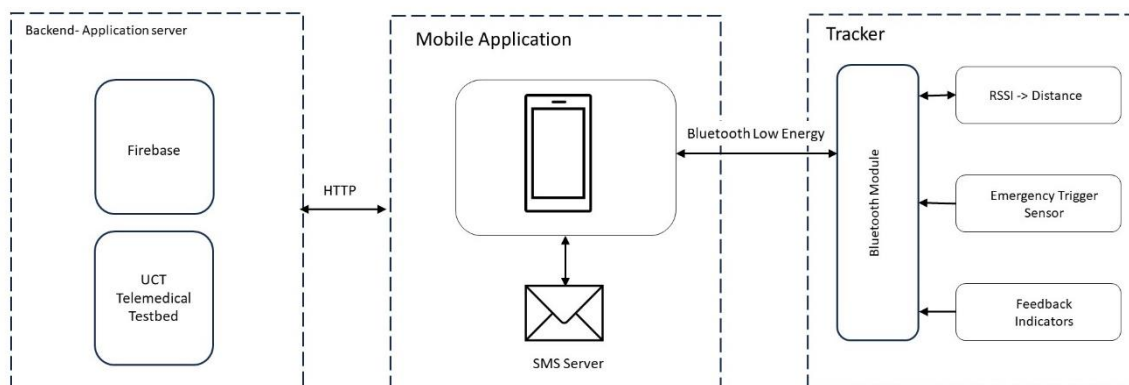 Backend- Application server
Firebase
UCT
Telemedical
Testbed
HTTP
Mobile Application
SMS Server
Bluetooth Low Energy
Tracker
Bluetooth Module
RSSI -> Distance
Emergency Trigger
Sensor
Feedback
Indicators